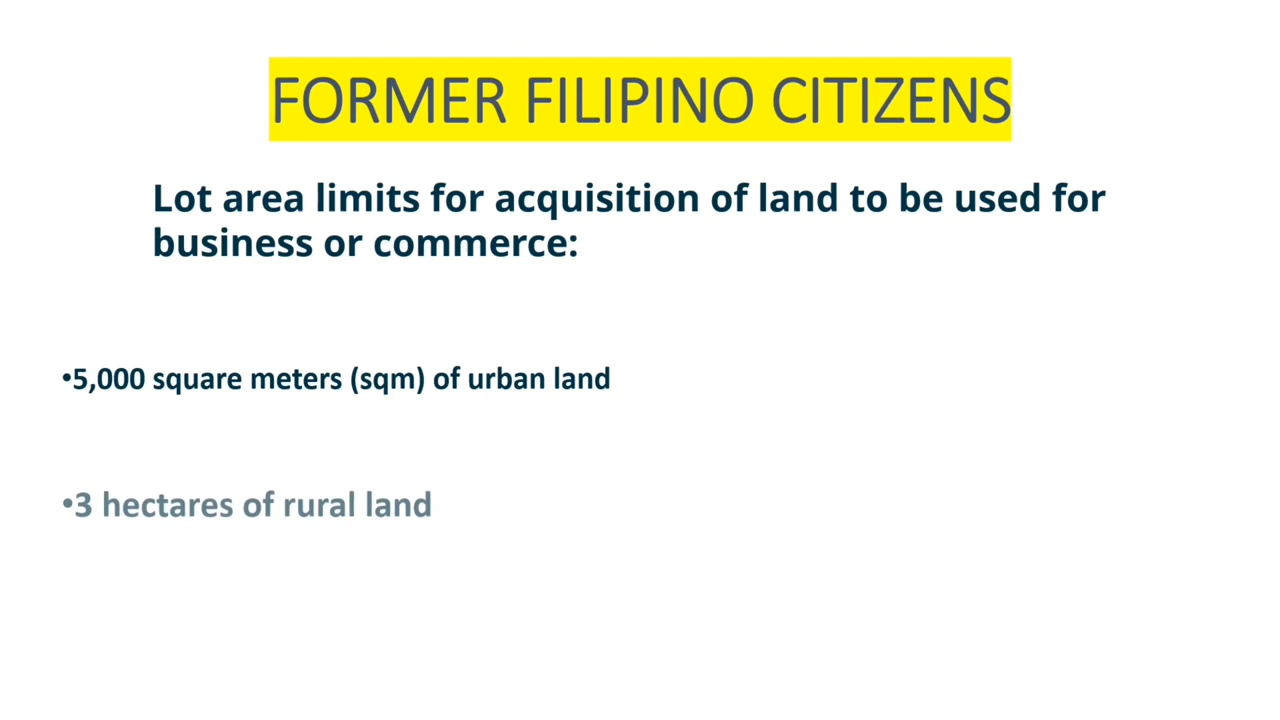 FORMER FILIPINO CITIZENS
Lot area limits for acquisition of land to be used for
business or commerce:
•5,000 square meters (sqm) of urban land
•3 hectares of rural land